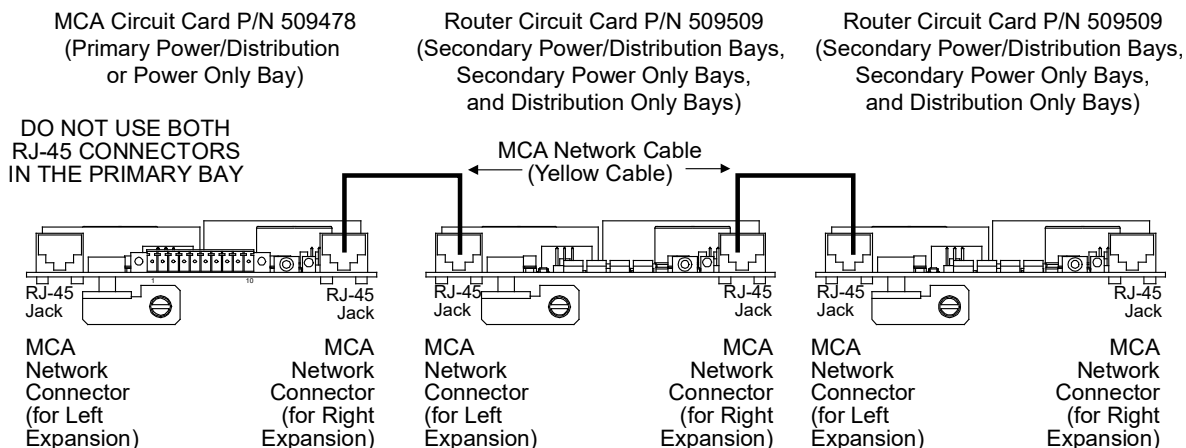 MCA Circuit Card P/N 509478
(Primary Power/Distribution
or Power Only Bay)
Router Circuit Card P/N 509509
(Secondary Power/Distribution Bays,
Secondary Power Only Bays,
and Distribution Only Bays)
Router Circuit Card P/N 509509
(Secondary Power/Distribution Bays,
Secondary Power Only Bays,
and Distribution Only Bays)
DO NOT USE BOTH
RJ-45 CONNECTORS
IN THE PRIMARY BAY
MCA Network Cable
(Yellow Cable)
1
10
RJ-45
Jack
RJ-45
Jack
RJ-45
Jack
RJ-45
Jack
RJ-45
Jack
RJ-45
Jack
MCA
Network
Connector
(for Left
Expansion)
MCA
Network
Connector
(for Right
Expansion)
MCA
Network
Connector
(for Left
Expansion)
MCA
Network
Connector
(for Right
Expansion)
MCA
Network
Connector
(for Left
Expansion)
MCA
Network
Connector
(for Right
Expansion)